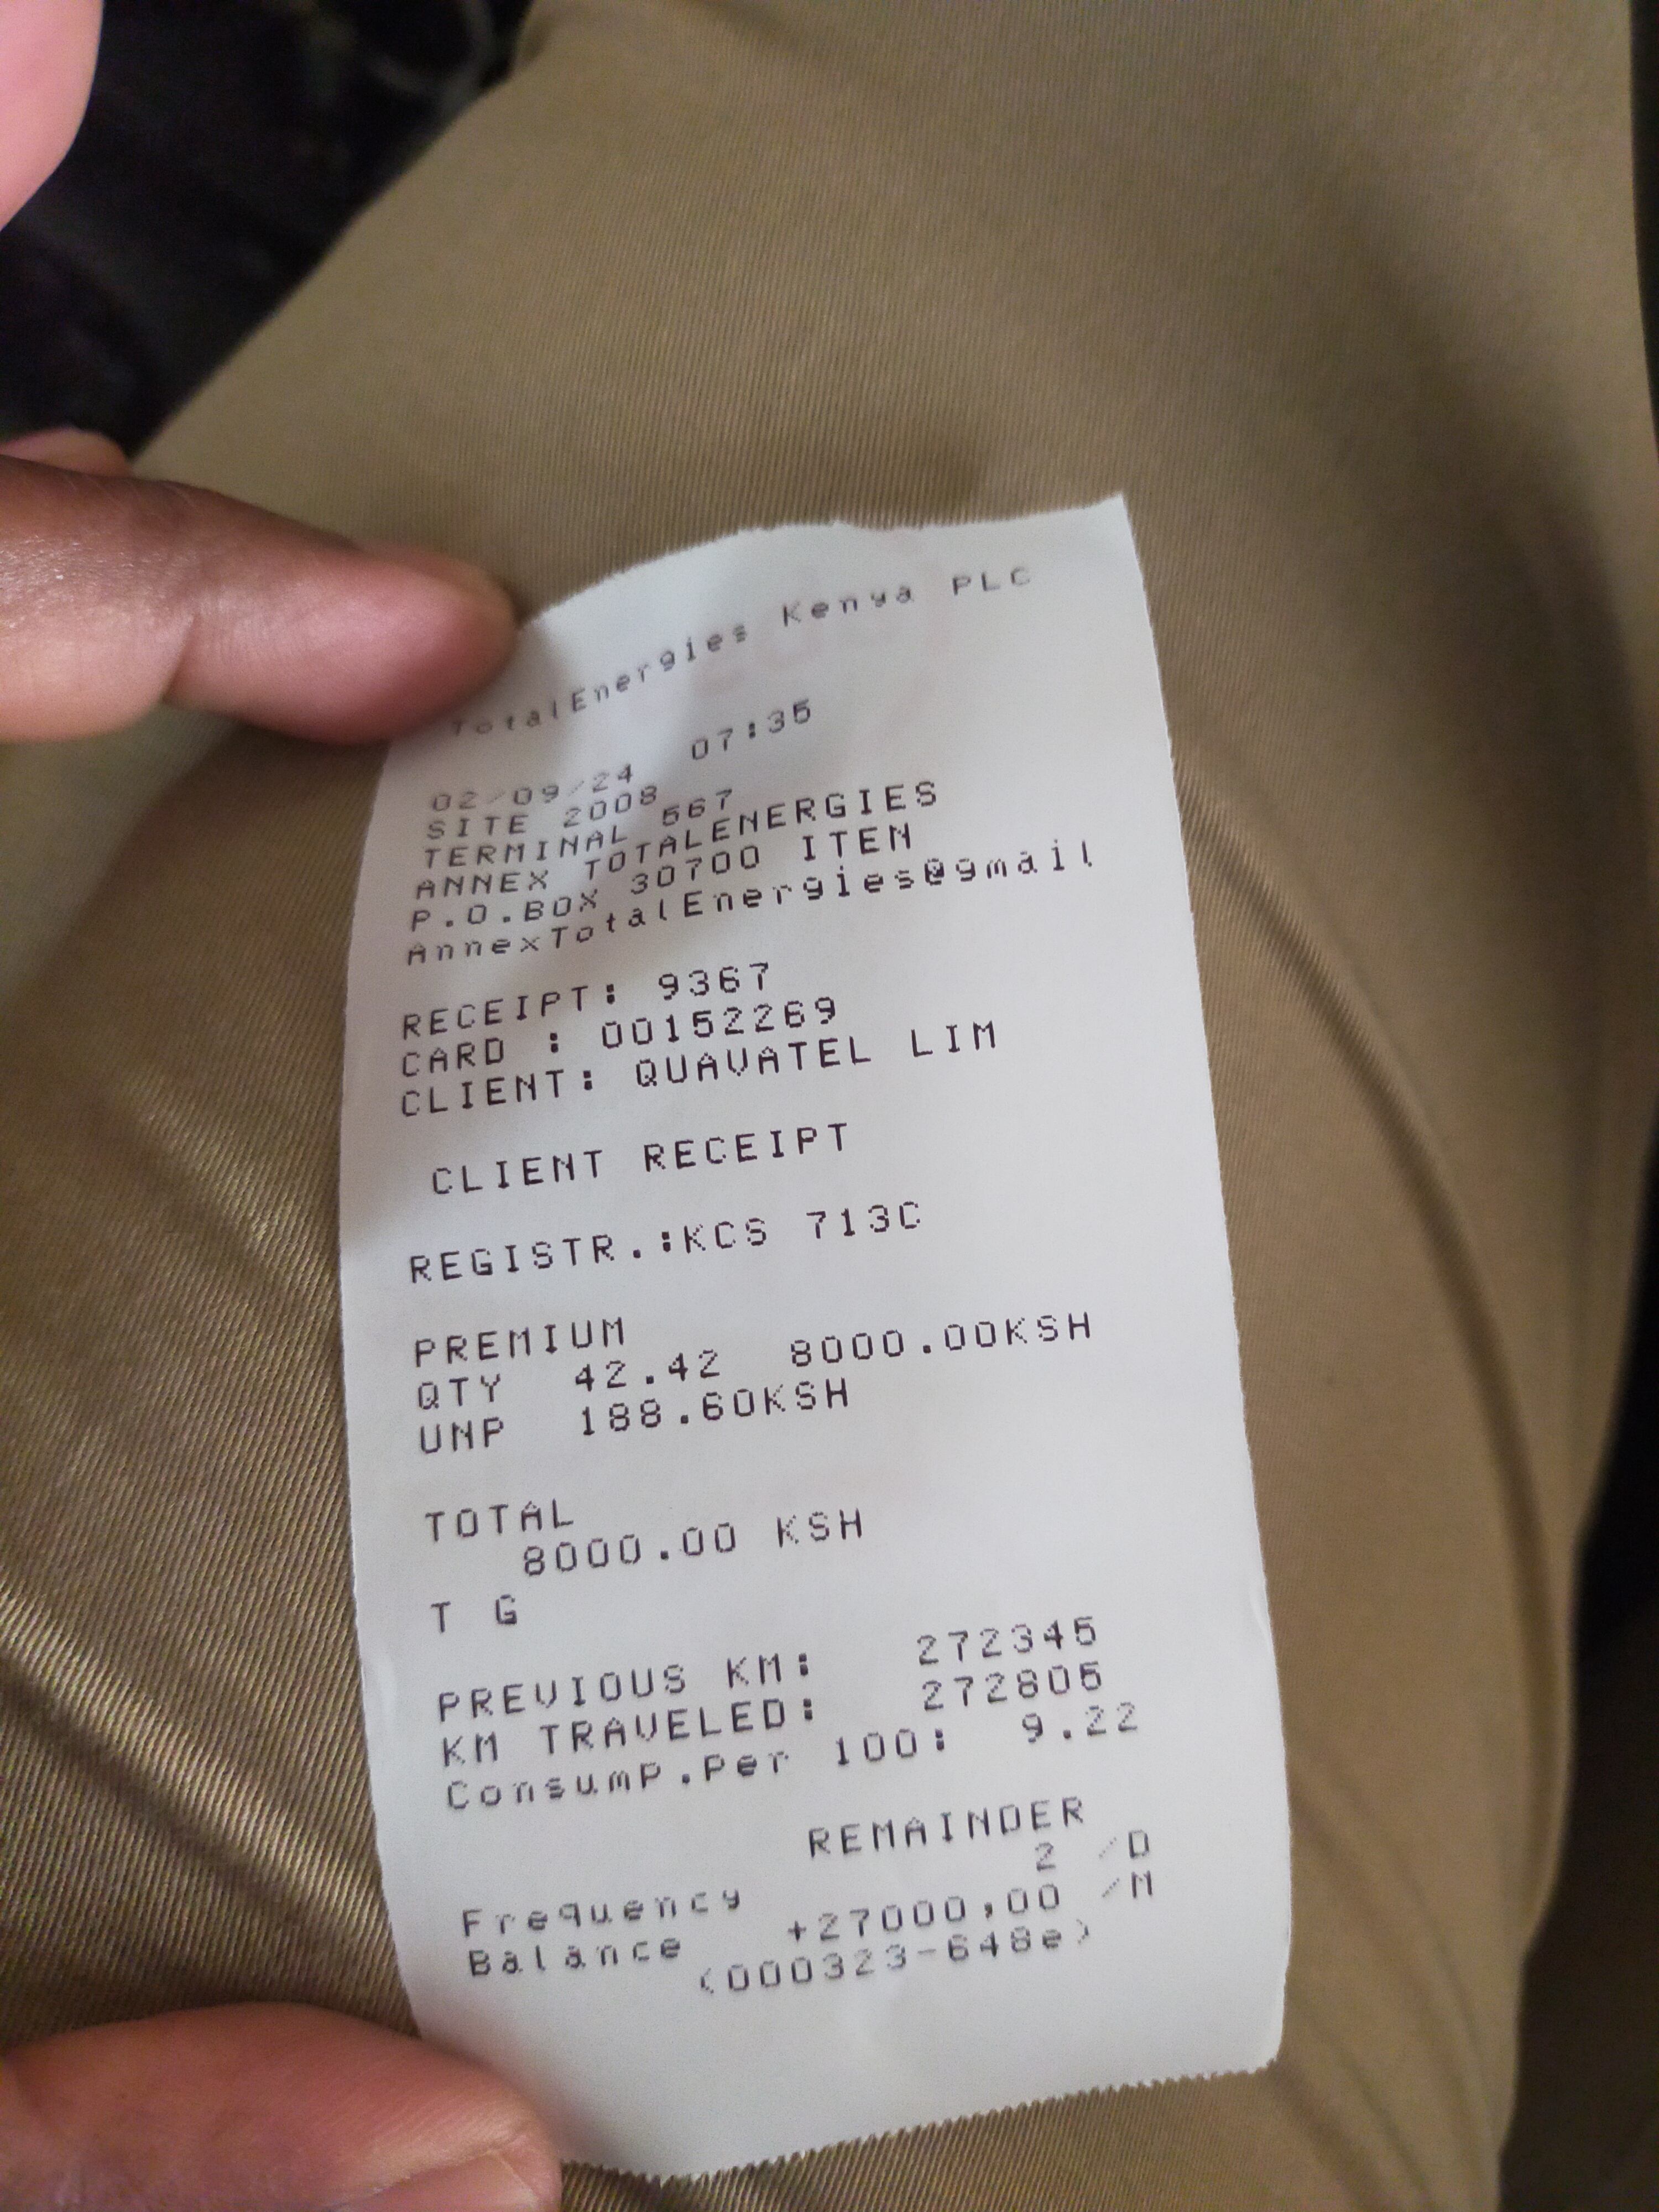 TotalEnergies Kenya PLC
02/09/24 07:35
SITE 2008
TERMINAL 567
ANNEX TOTALENERGIES
P.O.BOX 30700 ITEN
AnnexTotalEnergies@gmail
RECEIPT: 9367
CARD : 00152269
CLIENT: QUAVATEL LIM
CLIENT RECEIPT
REGISTR.:KCS 713C
PREMIUM
QTY 42.42 8000.00KSH
UNP 188.60KSH
TOTAL
8000.00 KSH
T G
PREVIOUS KM: 272345
KM TRAVELED: 272805
Consump.Per 100: 9.22
REMAINDER
Frequency 2 /D
Balance +27000,00 /M
(000323-648e)